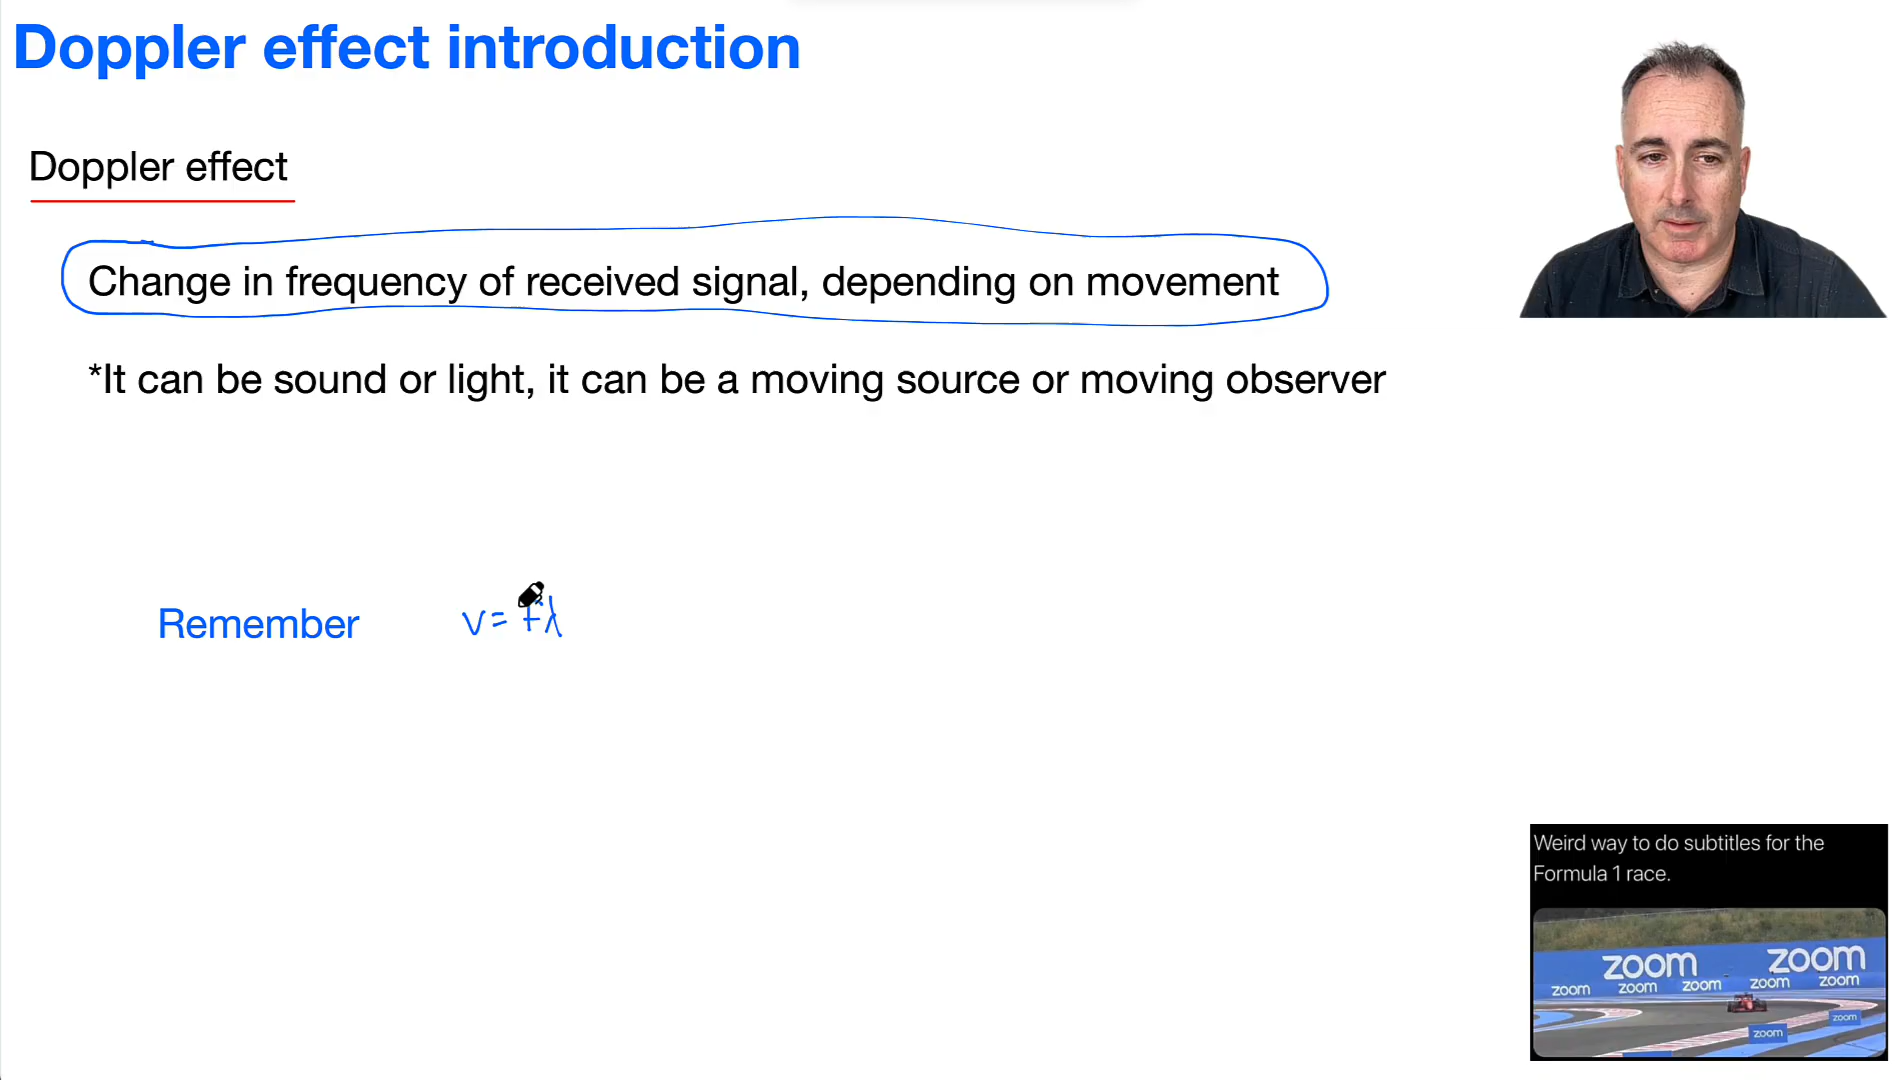 Doppler effect introduction
Doppler effect
Change in frequency of received signal, depending on movement
*It can be sound or light, it can be a moving source or moving observer
Remember v = fλ
Weird way to do subtitles for the
Formula 1 race.
zoom zoom
zoom zoom zoom zoom zoom
zoom
zoom